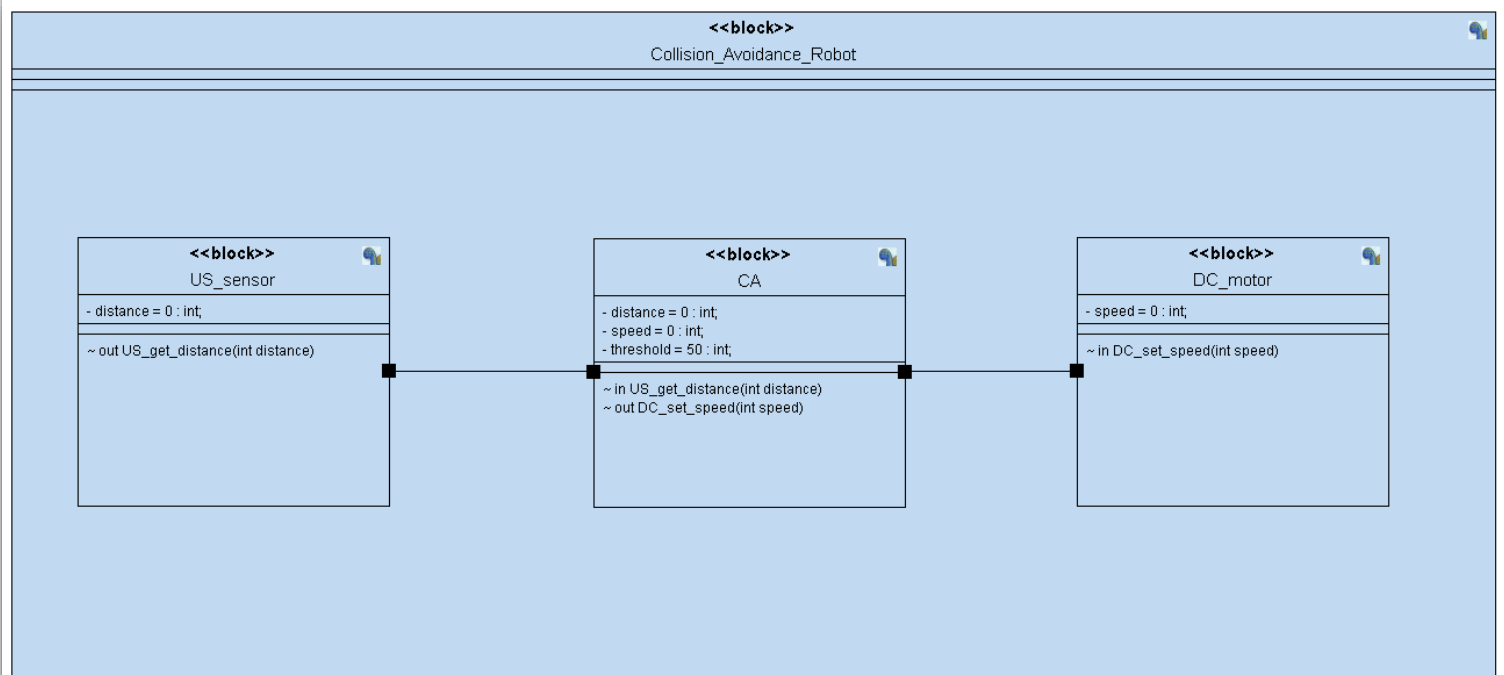 <<block>>
Collision_Avoidance_Robot
<<block>>
US_sensor
- distance = 0 : int;
~ out US_get_distance(int distance)
<<block>>
CA
- distance = 0 : int;
- speed = 0 : int;
- threshold = 50 : int;
~ in US_get_distance(int distance)
~ out DC_set_speed(int speed)
<<block>>
DC_motor
- speed = 0 : int;
~ in DC_set_speed(int speed)